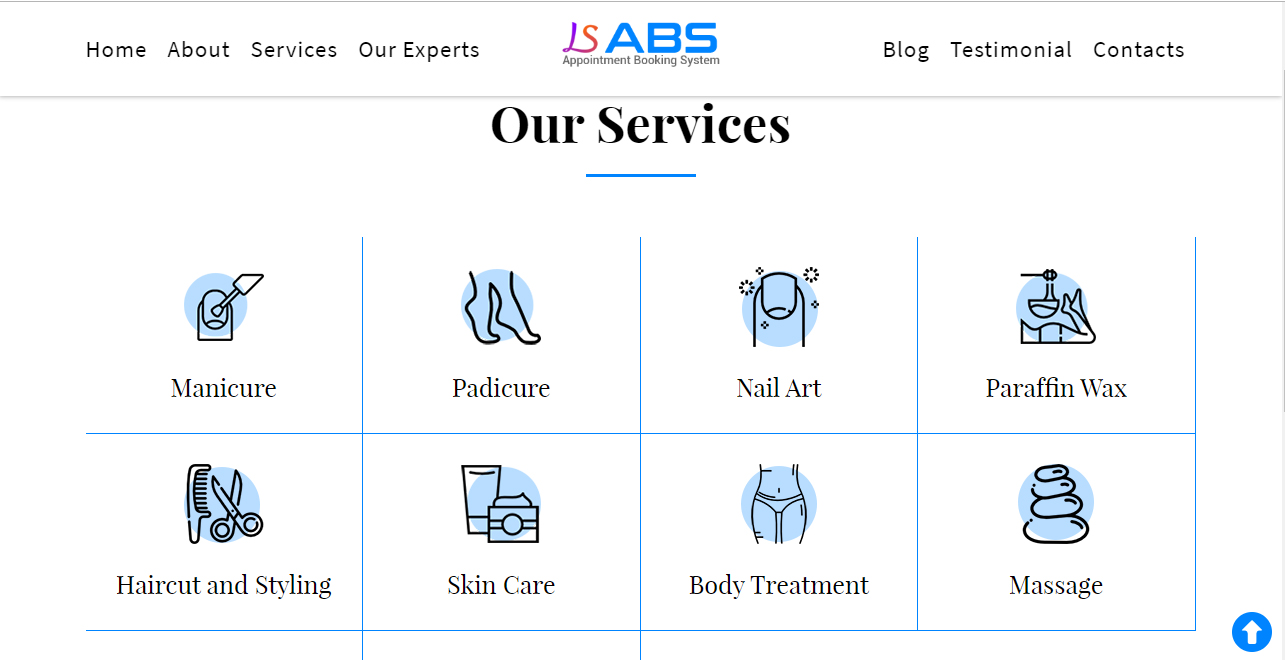 Home About Services Our Experts
LS ABS
Appointment Booking System
Blog Testimonial Contacts
Our Services
Manicure
Padicure
Nail Art
Paraffin Wax
Haircut and Styling
Skin Care
Body Treatment
Massage